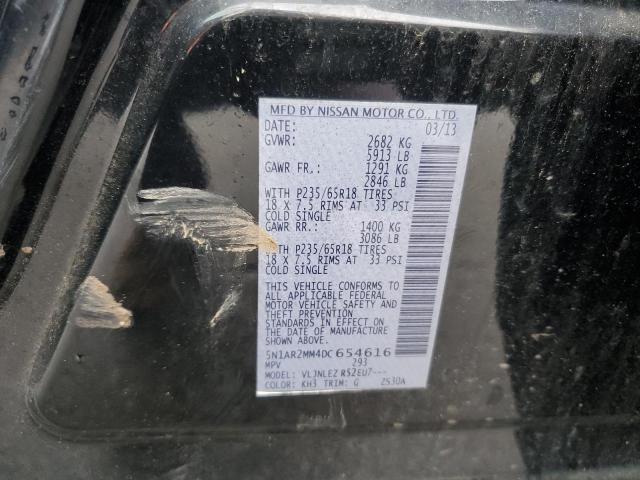 MFD BY NISSAN MOTOR CO., LTD.
DATE: 03/13
GVWR: 2682 KG
5913 LB
GAWR FR.: 1291 KG
2846 LB
WITH P235/65R18 TIRES
18 X 7.5 RIMS AT 33 PSI
COLD SINGLE
GAWR RR.: 1400 KG
3086 LB
WITH P235/65R18 TIRES
18 X 7.5 RIMS AT 33 PSI
COLD SINGLE
THIS VEHICLE CONFORMS TO
ALL APPLICABLE FEDERAL
MOTOR VEHICLE SAFETY AND
THEFT PREVENTION
STANDARDS IN EFFECT ON
THE DATE OF MANUFACTURE
SHOWN ABOVE.
5N1AR2MM4DC654616
MPV 293
MODEL: VLJNLEZ R52EU7---
COLOR: KH3 TRIM: G 2530A